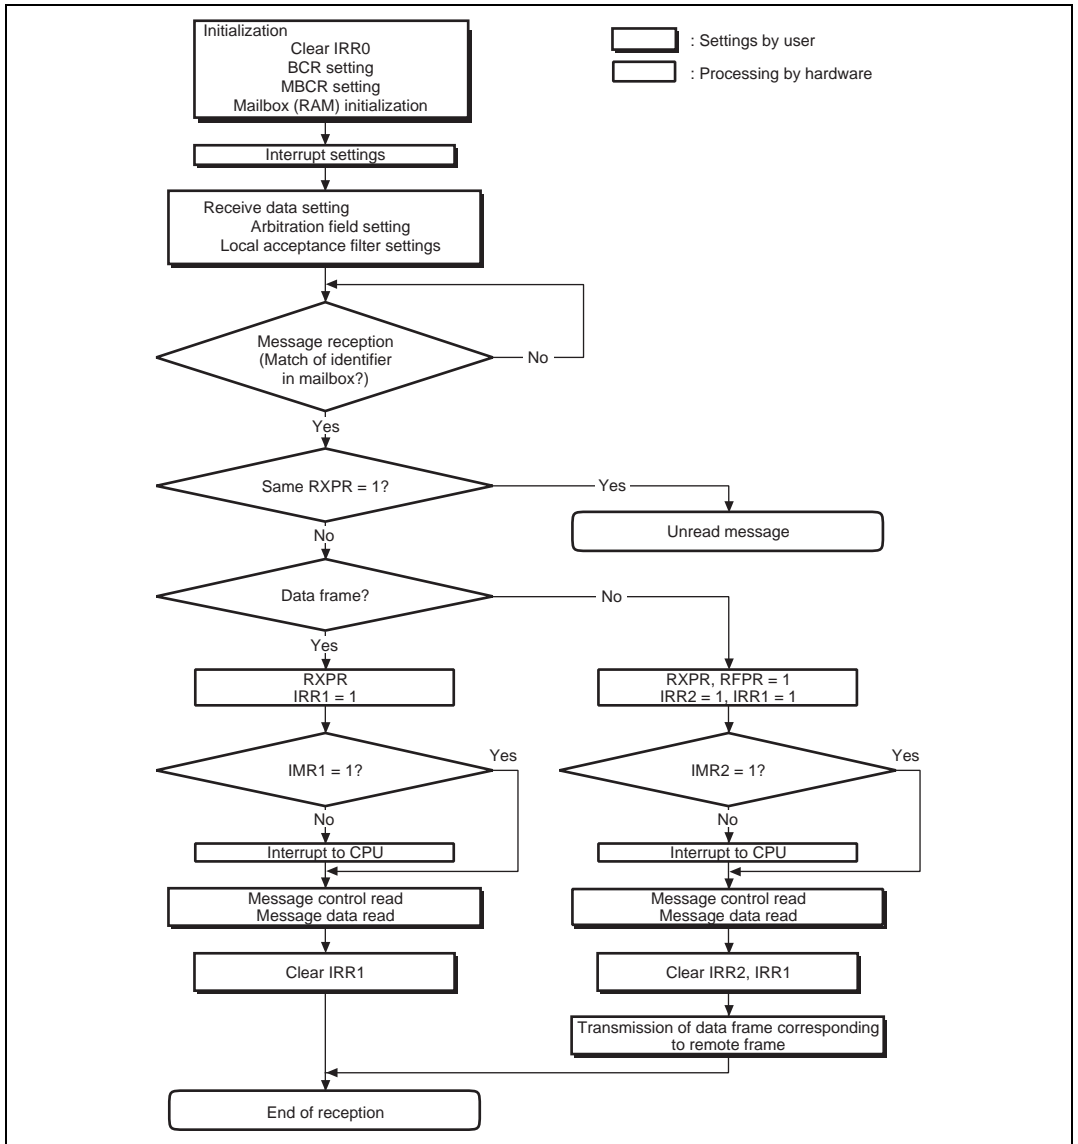 Initialization
Clear IRR0
BCR setting
MBCR setting
Mailbox (RAM) initialization
: Settings by user
: Processing by hardware
Interrupt settings
Receive data setting
Arbitration field setting
Local acceptance filter settings
Message reception
(Match of identifier
in mailbox?)
No
Yes
Same RXPR = 1?
Yes
Unread message
No
Data frame?
No
Yes
RXPR
IRR1 = 1
RXPR, RFPR = 1
IRR2 = 1, IRR1 = 1
IMR1 = 1?
Yes
IMR2 = 1?
Yes
No
No
Interrupt to CPU
Interrupt to CPU
Message control read
Message data read
Message control read
Message data read
Clear IRR1
Clear IRR2, IRR1
Transmission of data frame corresponding
to remote frame
End of reception